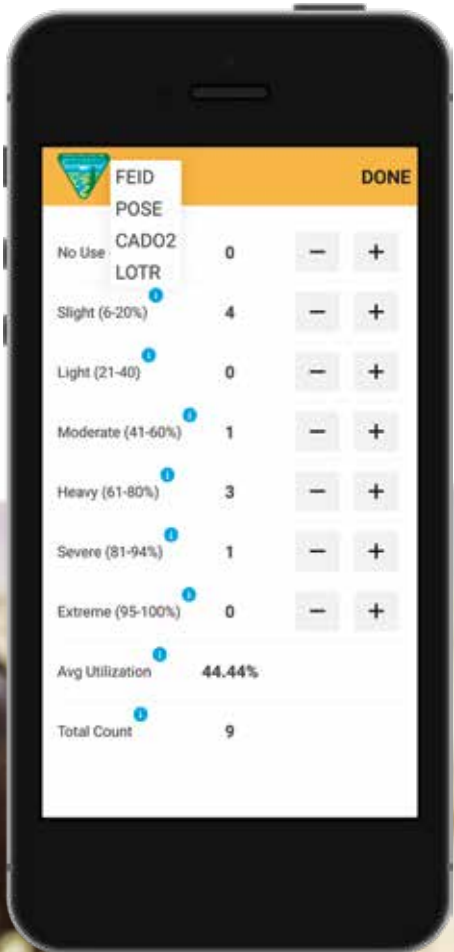 FEID DONE
POSE
CADO2
LOTR
No Use 0 − +
Slight (6-20%) 4 − +
Light (21-40) 0 − +
Moderate (41-60%) 1 − +
Heavy (61-80%) 3 − +
Severe (81-94%) 1 − +
Extreme (95-100%) 0 − +
Avg Utilization 44.44%
Total Count 9